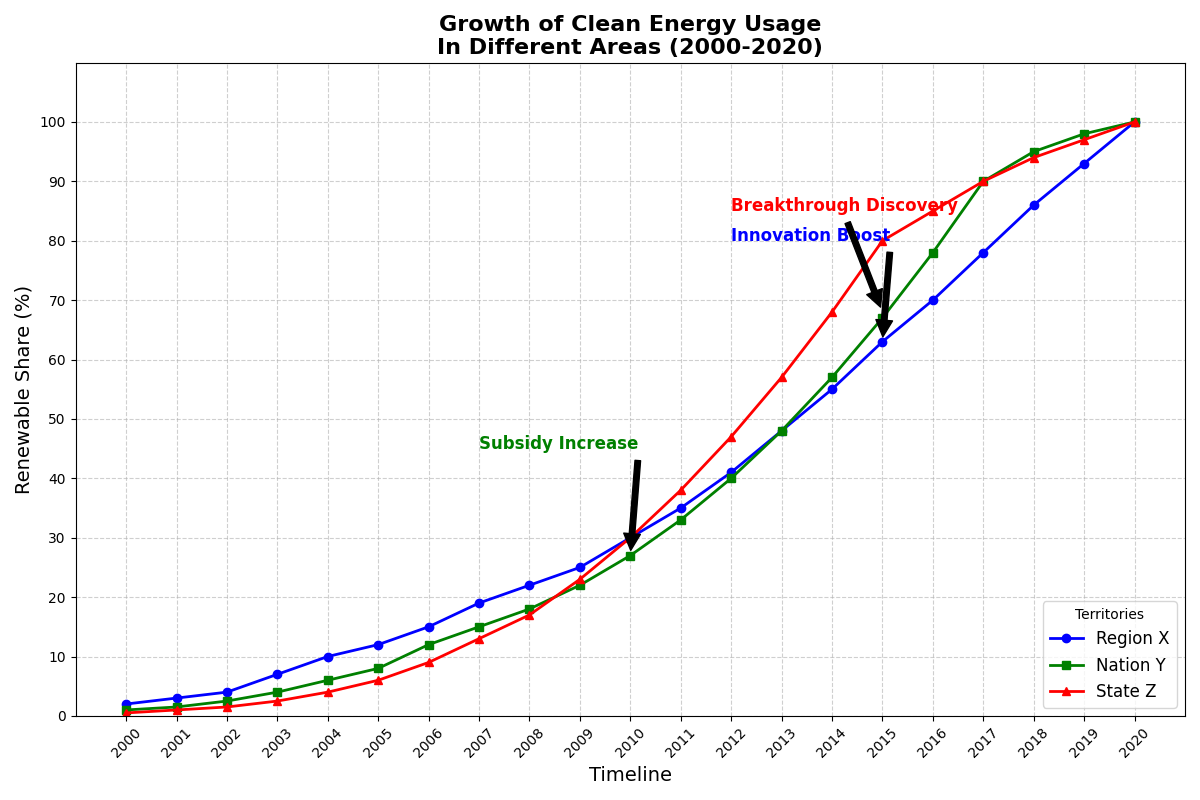 Growth of Clean Energy Usage
In Different Areas (2000-2020)
Renewable Share (%)
100
90
80
70
60
50
40
30
20
10
0
Breakthrough Discovery
Innovation Boost
Subsidy Increase
Territories
Region X
Nation Y
State Z
2000 2001 2002 2003 2004 2005 2006 2007 2008 2009 2010 2011 2012 2013 2014 2015 2016 2017 2018 2019 2020
Timeline